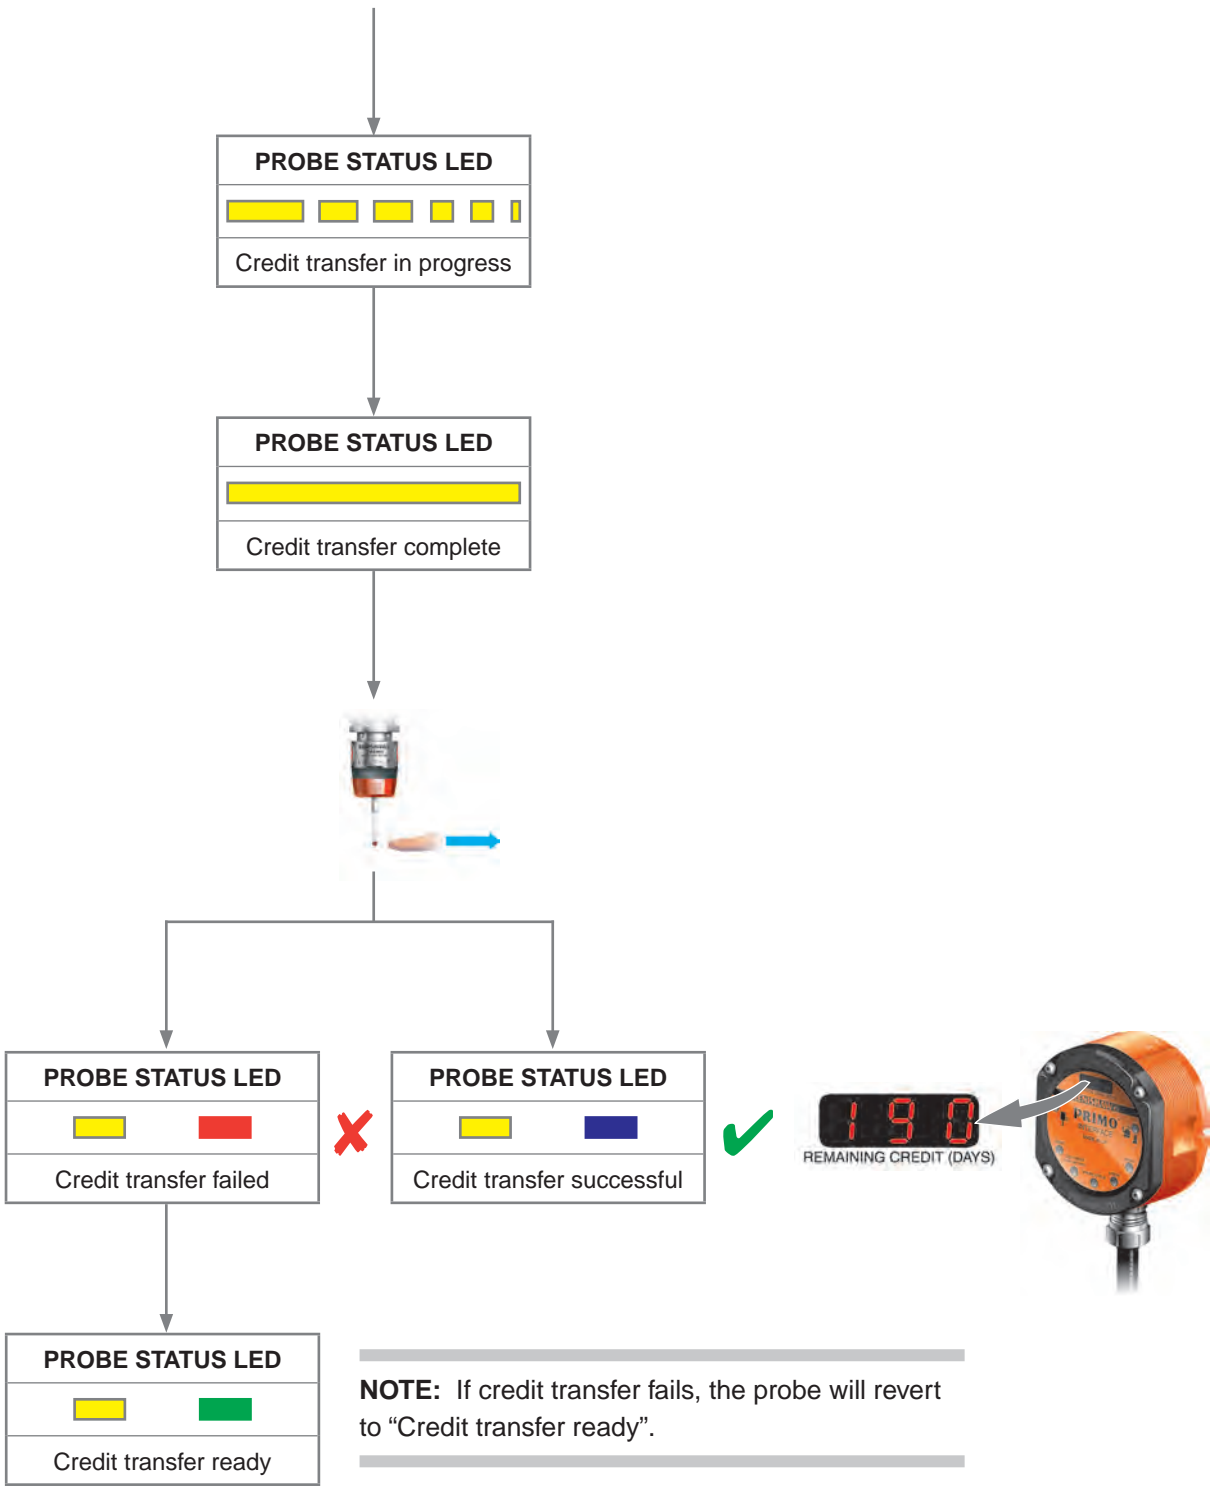 PROBE STATUS LED
Credit transfer in progress
PROBE STATUS LED
Credit transfer complete
PROBE STATUS LED
Credit transfer failed
PROBE STATUS LED
Credit transfer successful
190
REMAINING CREDIT (DAYS)
PRIMO
PROBE STATUS LED
Credit transfer ready
NOTE: If credit transfer fails, the probe will revert
to “Credit transfer ready”.